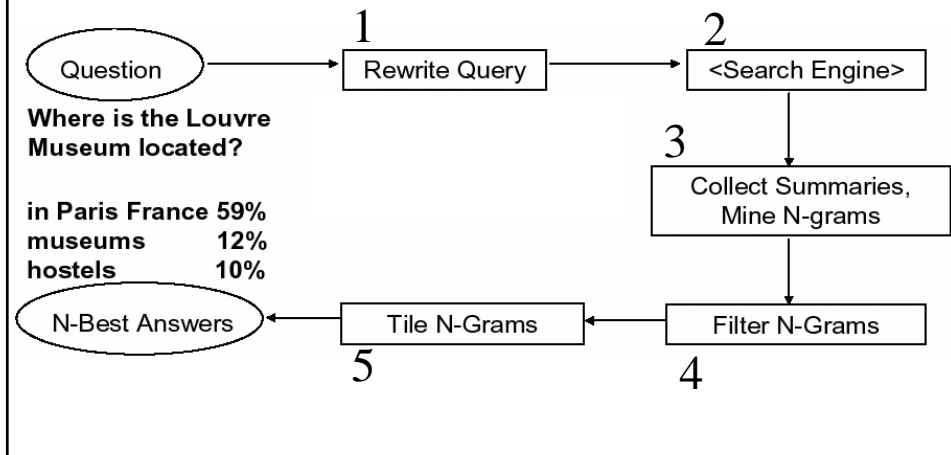 1
2
Question
Rewrite Query
<Search Engine>
Where is the Louvre
Museum located?
3
Collect Summaries,
Mine N-grams
in Paris France 59%
museums 12%
hostels 10%
N-Best Answers
Tile N-Grams
Filter N-Grams
5
4